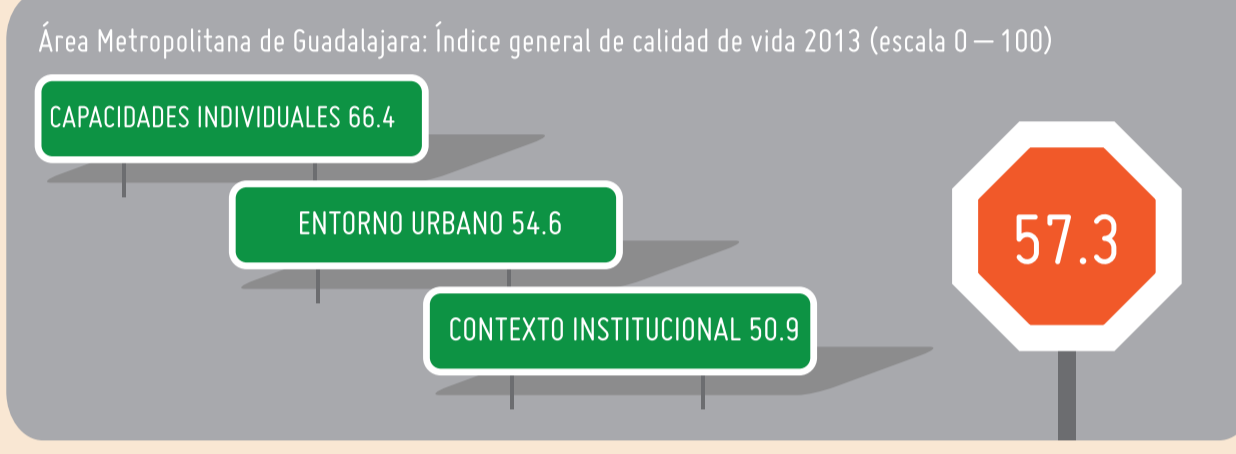 Área Metropolitana de Guadalajara: Índice general de calidad de vida 2013 (escala 0 — 100)
CAPACIDADES INDIVIDUALES 66.4
ENTORNO URBANO 54.6
CONTEXTO INSTITUCIONAL 50.9
57.3